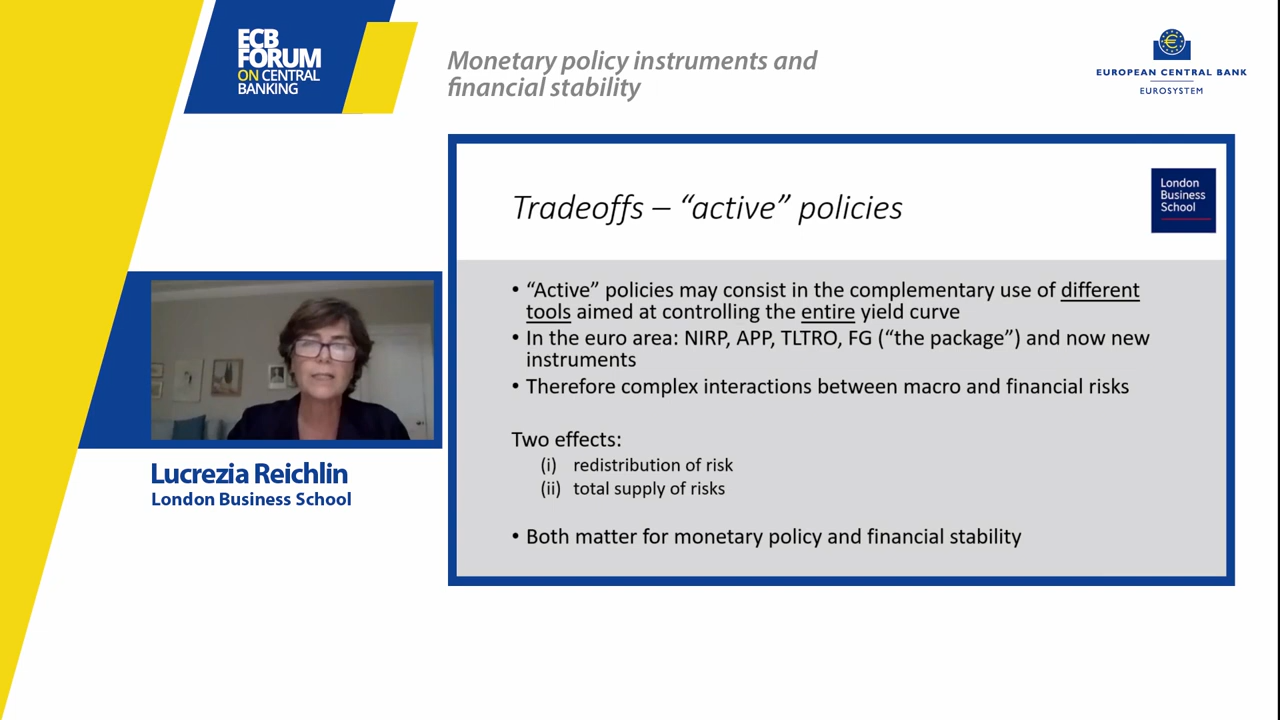 ECB
FORUM
ON CENTRAL
BANKING
Monetary policy instruments and
financial stability
EUROPEAN CENTRAL BANK
EUROSYSTEM
Tradeoffs – “active” policies
London
Business
School
• “Active” policies may consist in the complementary use of different
tools aimed at controlling the entire yield curve
• In the euro area: NIRP, APP, TLTRO, FG (“the package”) and now new
instruments
• Therefore complex interactions between macro and financial risks
Two effects:
(i) redistribution of risk
(ii) total supply of risks
• Both matter for monetary policy and financial stability
Lucrezia Reichlin
London Business School